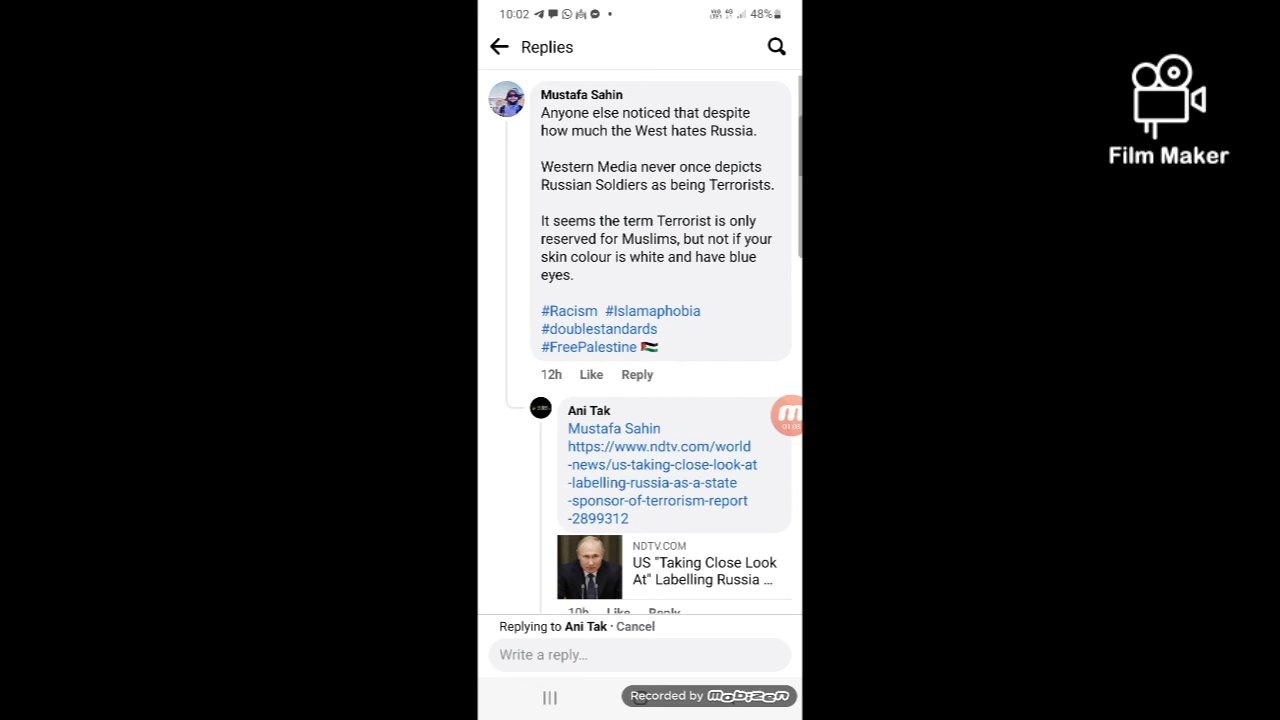 10:02
48%
Replies
Film Maker
Mustafa Sahin
Anyone else noticed that despite
how much the West hates Russia.
Western Media never once depicts
Russian Soldiers as being Terrorists.
It seems the term Terrorist is only
reserved for Muslims, but not if your
skin colour is white and have blue
eyes.
#Racism #Islamaphobia
#doublestandards
#FreePalestine 🇵🇸
12h Like Reply
Ani Tak
Mustafa Sahin
https://www.ndtv.com/world
-news/us-taking-close-look-at
-labelling-russia-as-a-state
-sponsor-of-terrorism-report
-2899312
NDTV.COM
US "Taking Close Look
At" Labelling Russia ...
10h Like Reply
Replying to Ani Tak · Cancel
Write a reply...
Recorded by mobizen